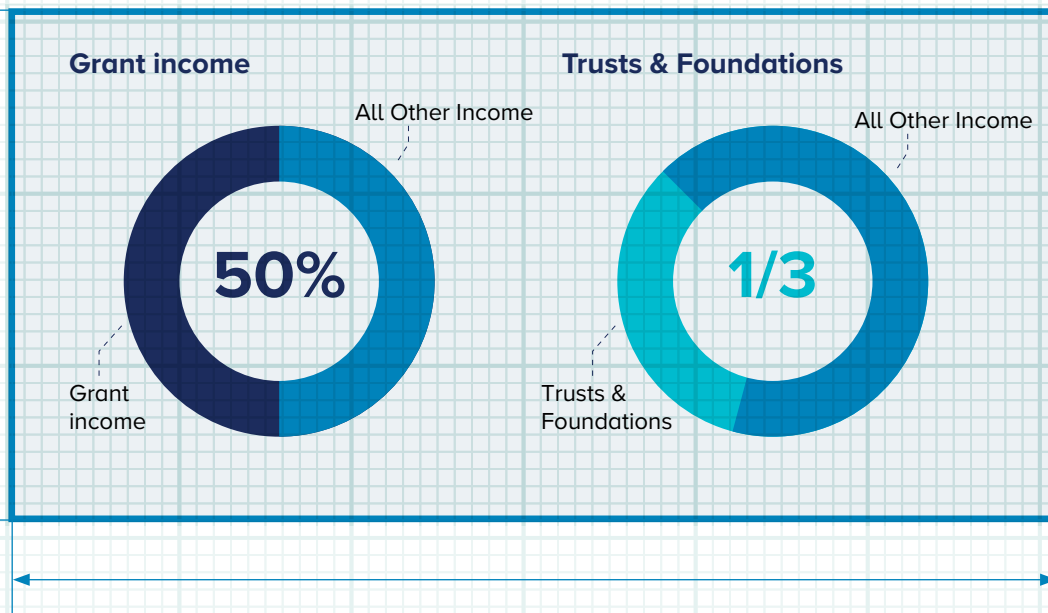 Grant income
All Other Income
50%
Grant
income
Trusts & Foundations
All Other Income
1/3
Trusts &
Foundations